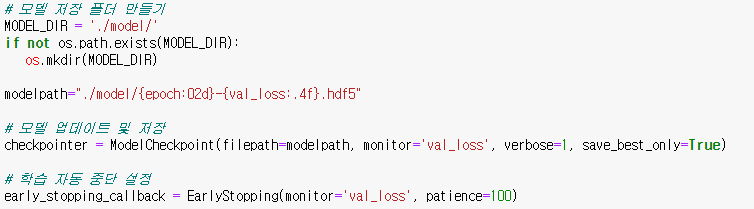 # 모델 저장 폴더 만들기
MODEL_DIR = './model/'
if not os.path.exists(MODEL_DIR):
   os.mkdir(MODEL_DIR)

modelpath="./model/{epoch:02d}-{val_loss:.4f}.hdf5"

# 모델 업데이트 및 저장
checkpointer = ModelCheckpoint(filepath=modelpath, monitor='val_loss', verbose=1, save_best_only=True)

# 학습 자동 중단 설정
early_stopping_callback = EarlyStopping(monitor='val_loss', patience=100)